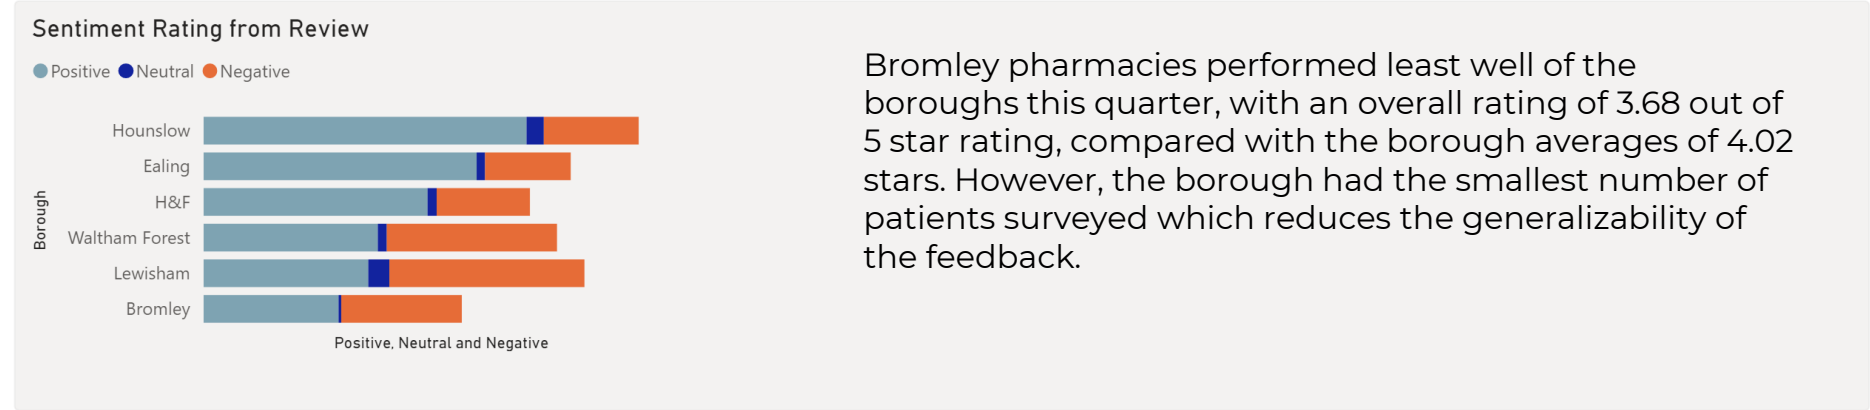 Sentiment Rating from Review
Positive Neutral Negative
Hounslow
Ealing
H&F
Waltham Forest
Lewisham
Bromley
Borough
Positive, Neutral and Negative
Bromley pharmacies performed least well of the
boroughs this quarter, with an overall rating of 3.68 out of
5 star rating, compared with the borough averages of 4.02
stars. However, the borough had the smallest number of
patients surveyed which reduces the generalizability of
the feedback.